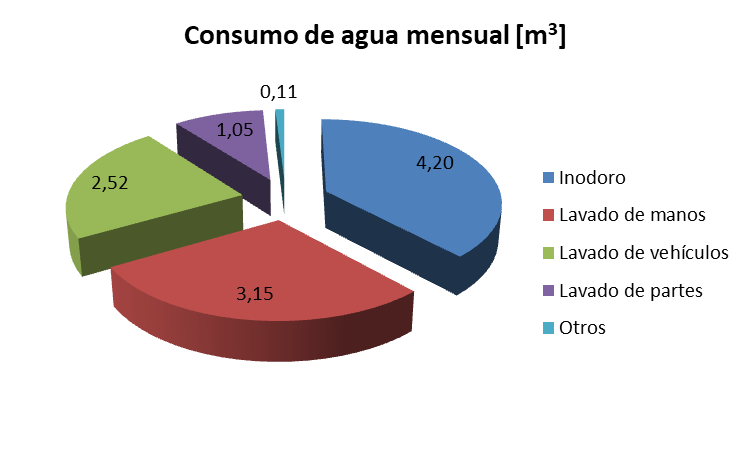 Consumo de agua mensual [m³]
0,11
1,05
4,20
2,52
3,15
Inodoro
Lavado de manos
Lavado de vehículos
Lavado de partes
Otros